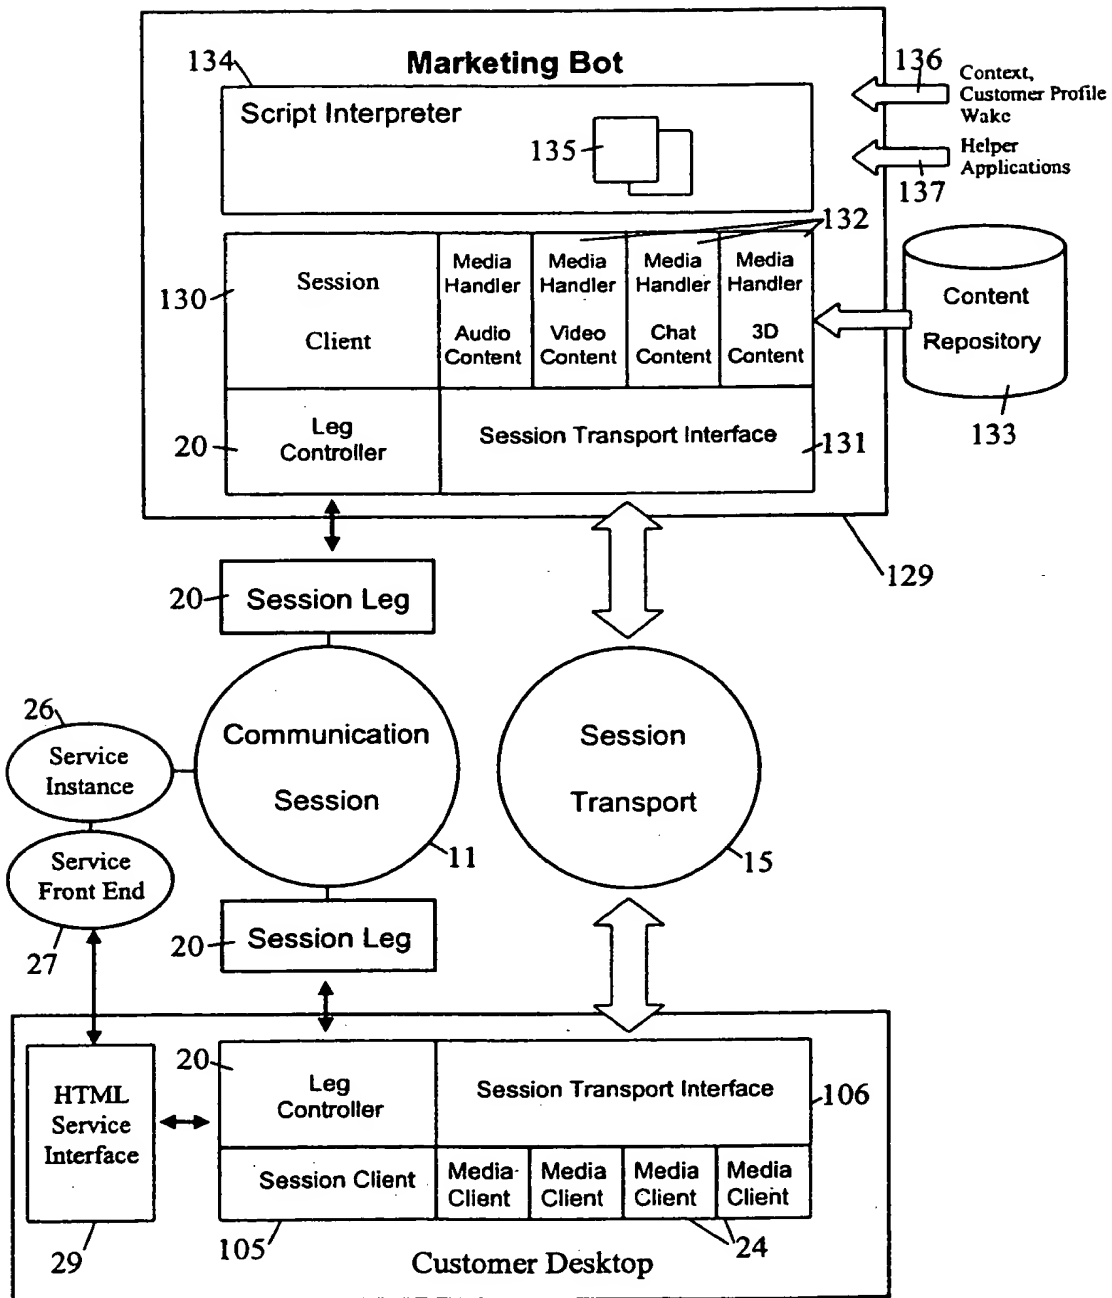 Marketing Bot
134
Script Interpreter
135
136
Context,
Customer Profile
Wake
Helper
Applications
137
132
130
Session
Client
Media
Handler
Audio
Content
Media
Handler
Video
Content
Media
Handler
Chat
Content
Media
Handler
3D
Content
Content
Repository
133
20
Leg
Controller
Session Transport Interface
131
129
20
Session Leg
26
Service
Instance
Communication
Session
11
Session
Transport
15
Service
Front End
27
20
Session Leg
HTML
Service
Interface
29
20
Leg
Controller
Session Transport Interface
106
Session Client
105
Media
Client
Media
Client
Media
Client
Media
Client
24
Customer Desktop